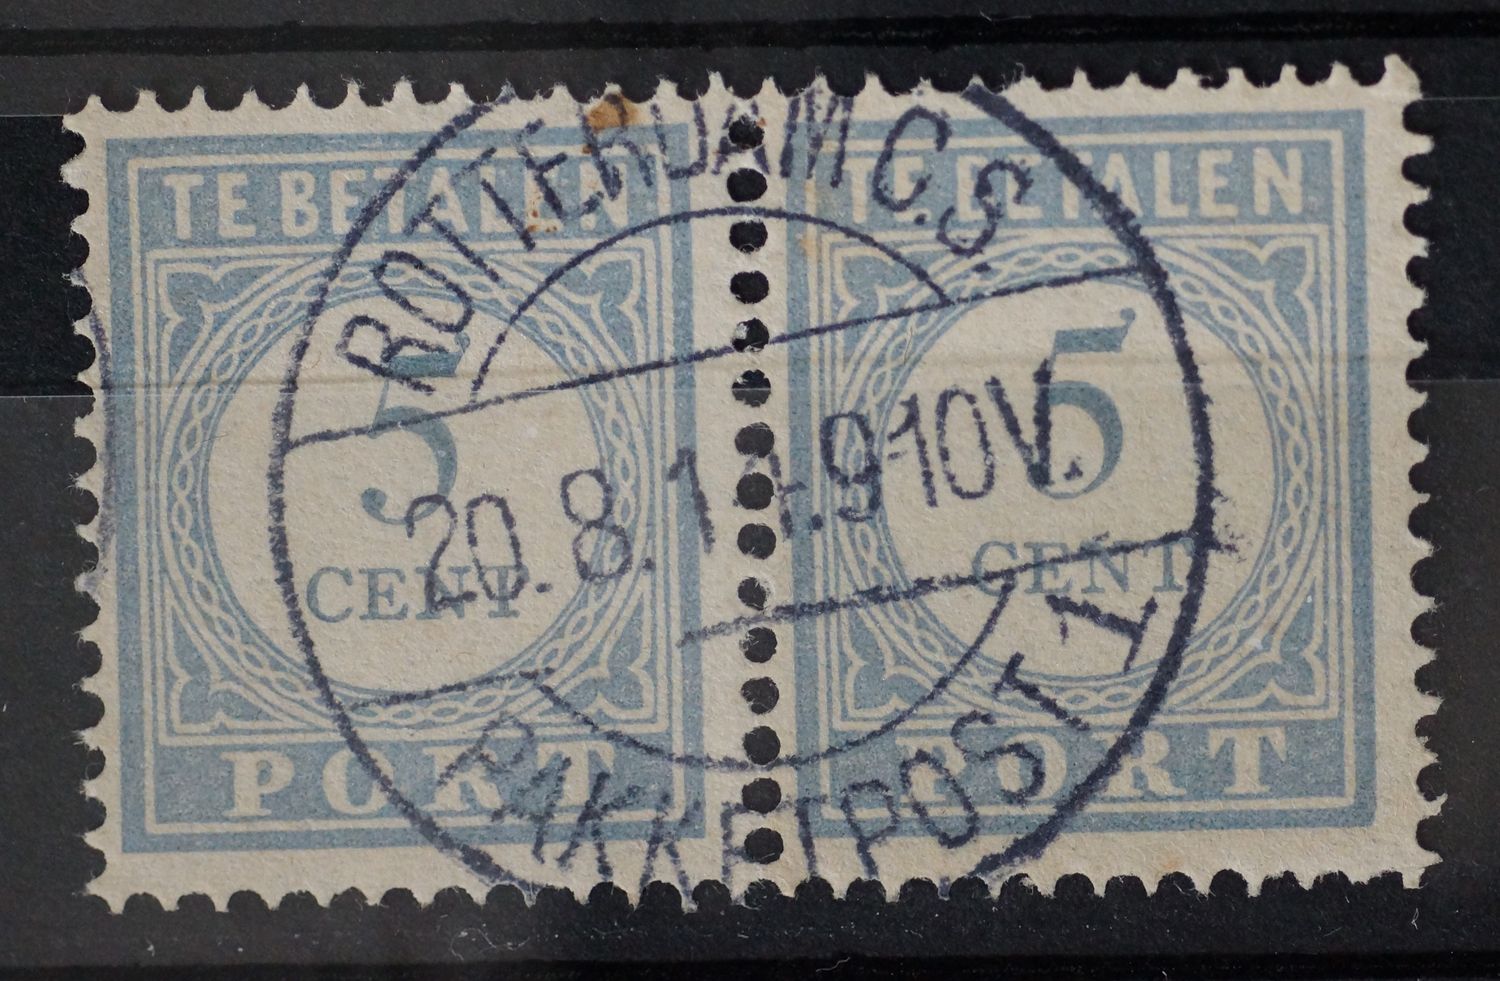 TE BETALEN
5
CENT
PORT
TE BETALEN
5
CENT
PORT
ROTTERDAM C.S.
20.8.14.9-10V.
PAKKETPOST 1